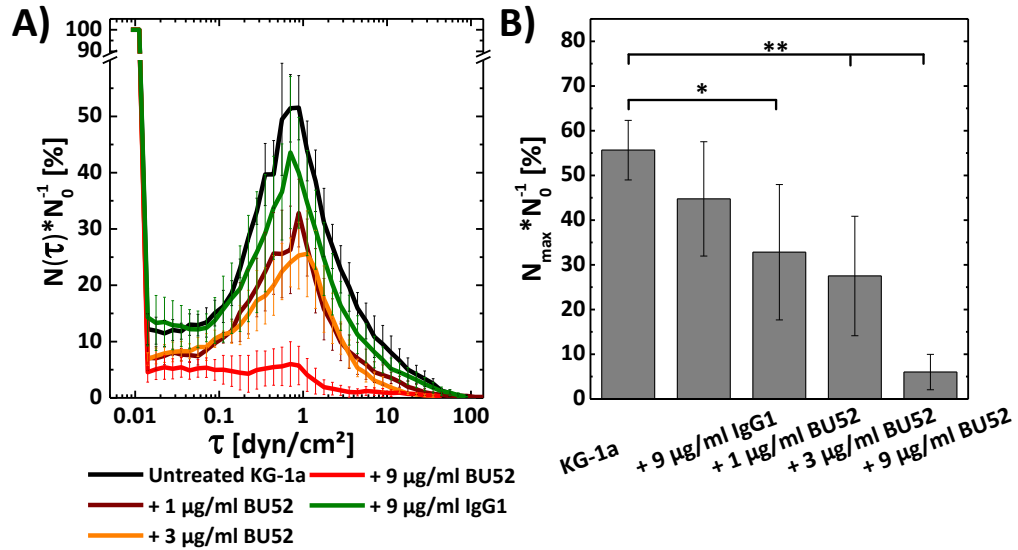 A)
100
90
50
40
30
20
10
0
N(τ)*N₀⁻¹ [%]
0.01 0.1 1 10 100
τ [dyn/cm²]
Untreated KG-1a
+ 9 µg/ml BU52
+ 1 µg/ml BU52
+ 9 µg/ml IgG1
+ 3 µg/ml BU52
B)
80
70
60
50
40
30
20
10
0
N_max*N₀⁻¹ [%]
**
*
KG-1a
+ 9 µg/ml IgG1
+ 1 µg/ml BU52
+ 3 µg/ml BU52
+ 9 µg/ml BU52